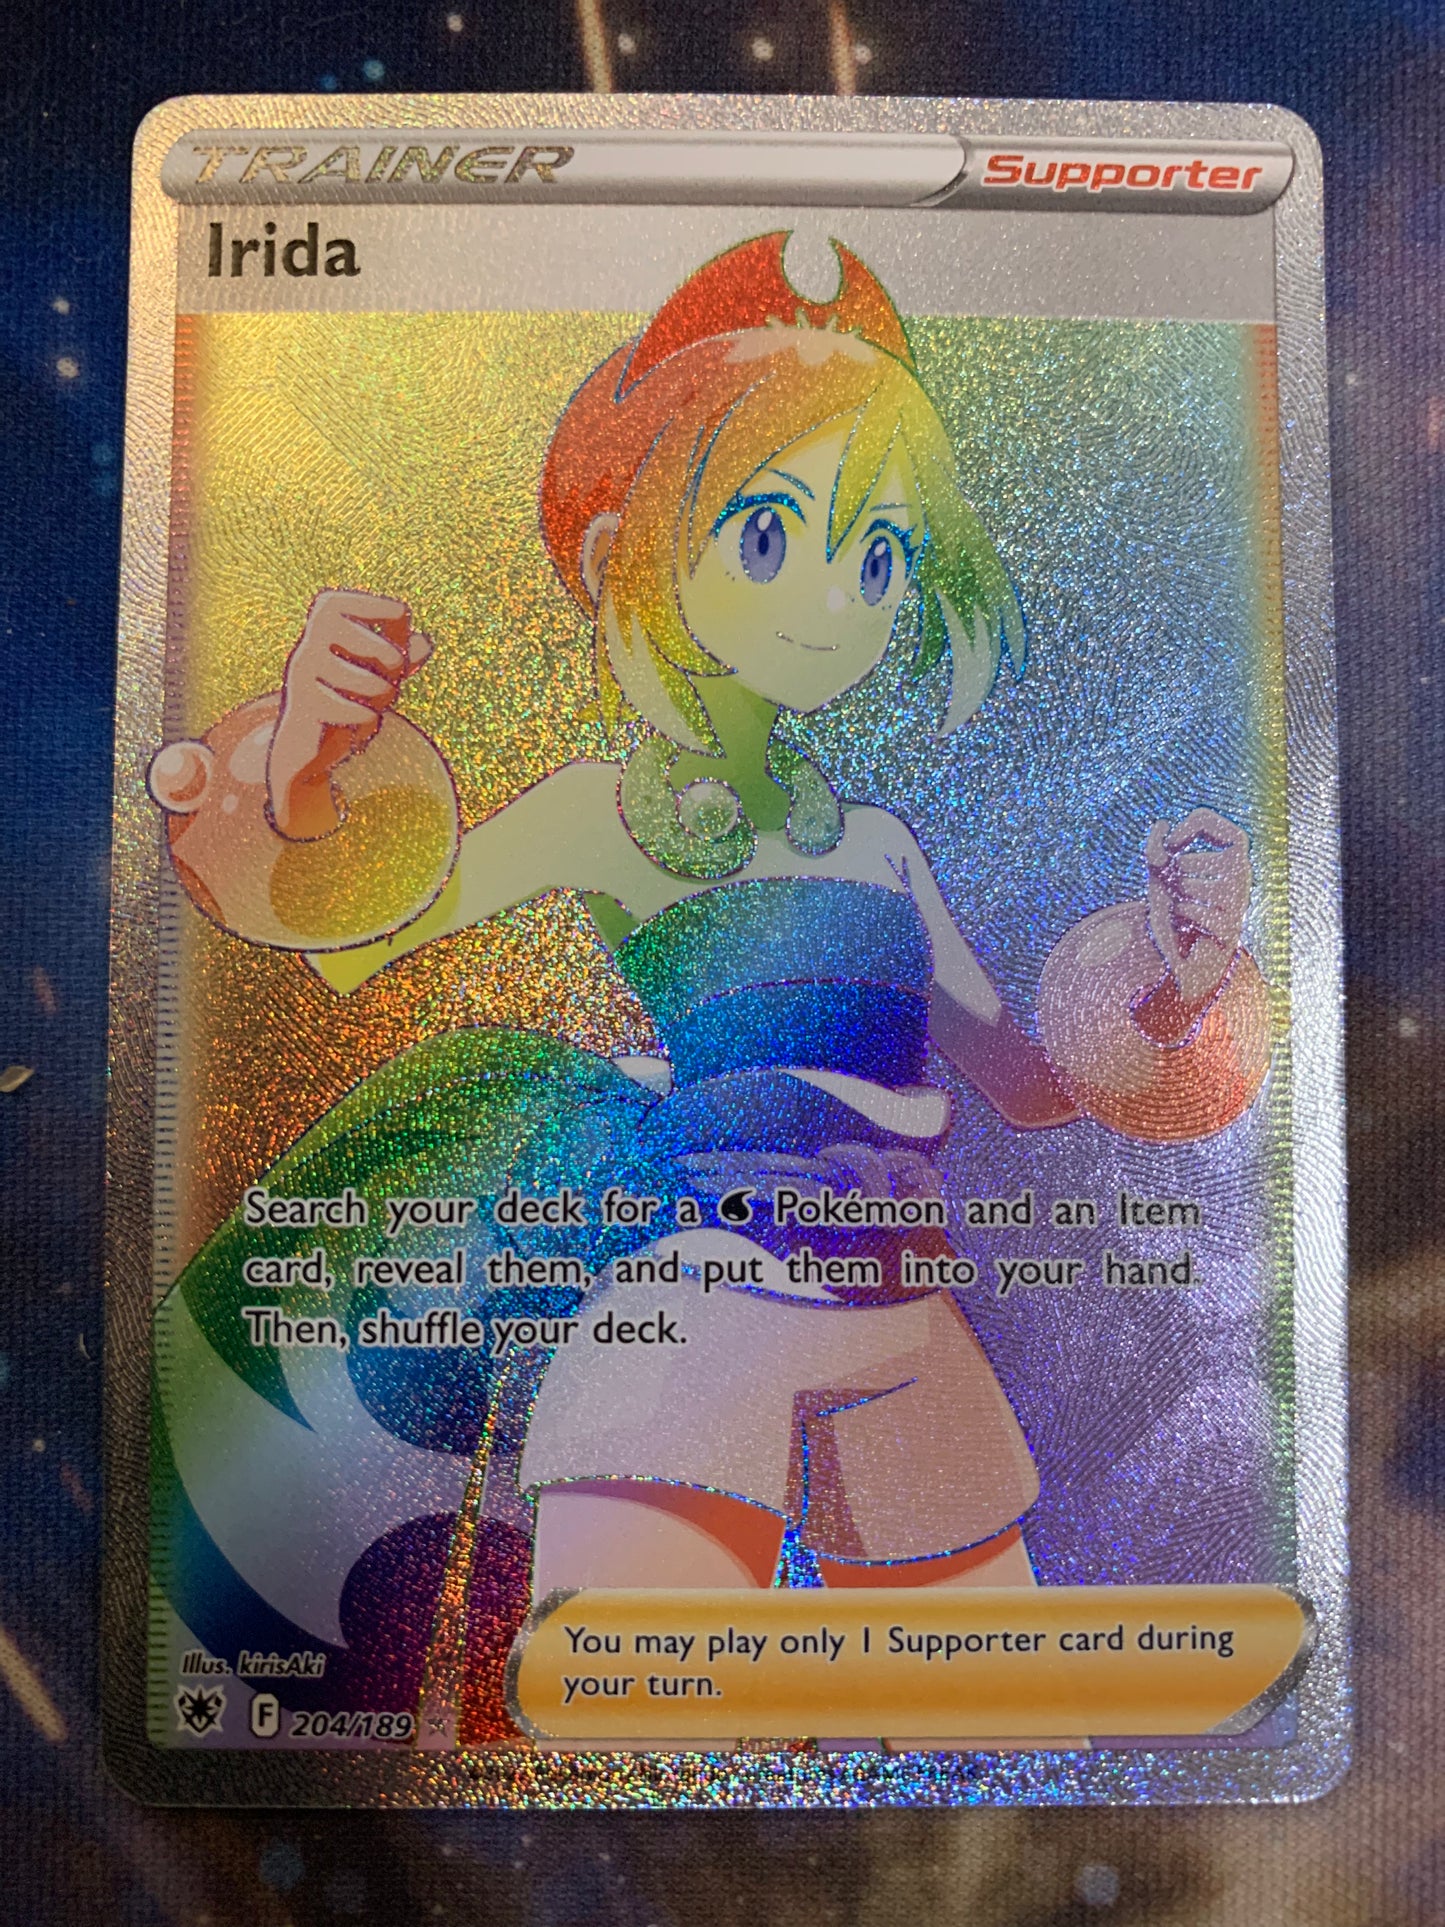 TRAINER
Supporter
Irida
Search your deck for a Pokémon and an Item
card, reveal them, and put them into your hand.
Then, shuffle your deck.
You may play only 1 Supporter card during
your turn.
Illus. kirisAki
F 204/189